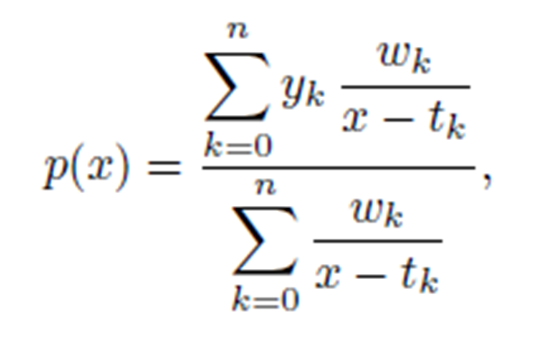 p(x) = \frac{\sum_{k=0}^{n} y_k \frac{w_k}{x - t_k}}{\sum_{k=0}^{n} \frac{w_k}{x - t_k}},